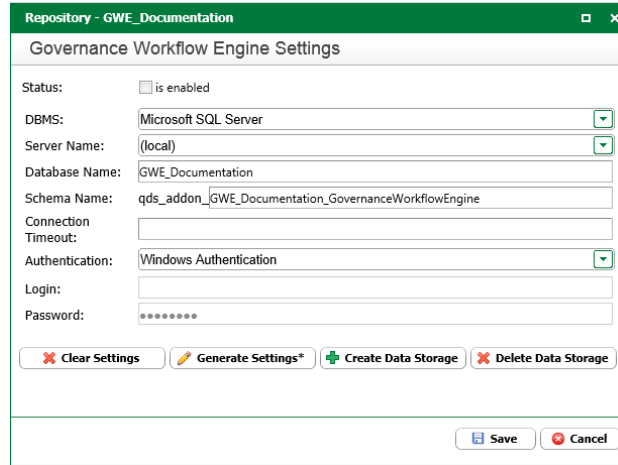 Repository - GWE_Documentation
Governance Workflow Engine Settings
Status: is enabled
DBMS: Microsoft SQL Server
Server Name: (local)
Database Name: GWE_Documentation
Schema Name: qds_addon_GWE_Documentation_GovernanceWorkflowEngine
Connection
Timeout:
Authentication: Windows Authentication
Login:
Password: ●●●●●●●●
Clear Settings Generate Settings* Create Data Storage Delete Data Storage
Save Cancel